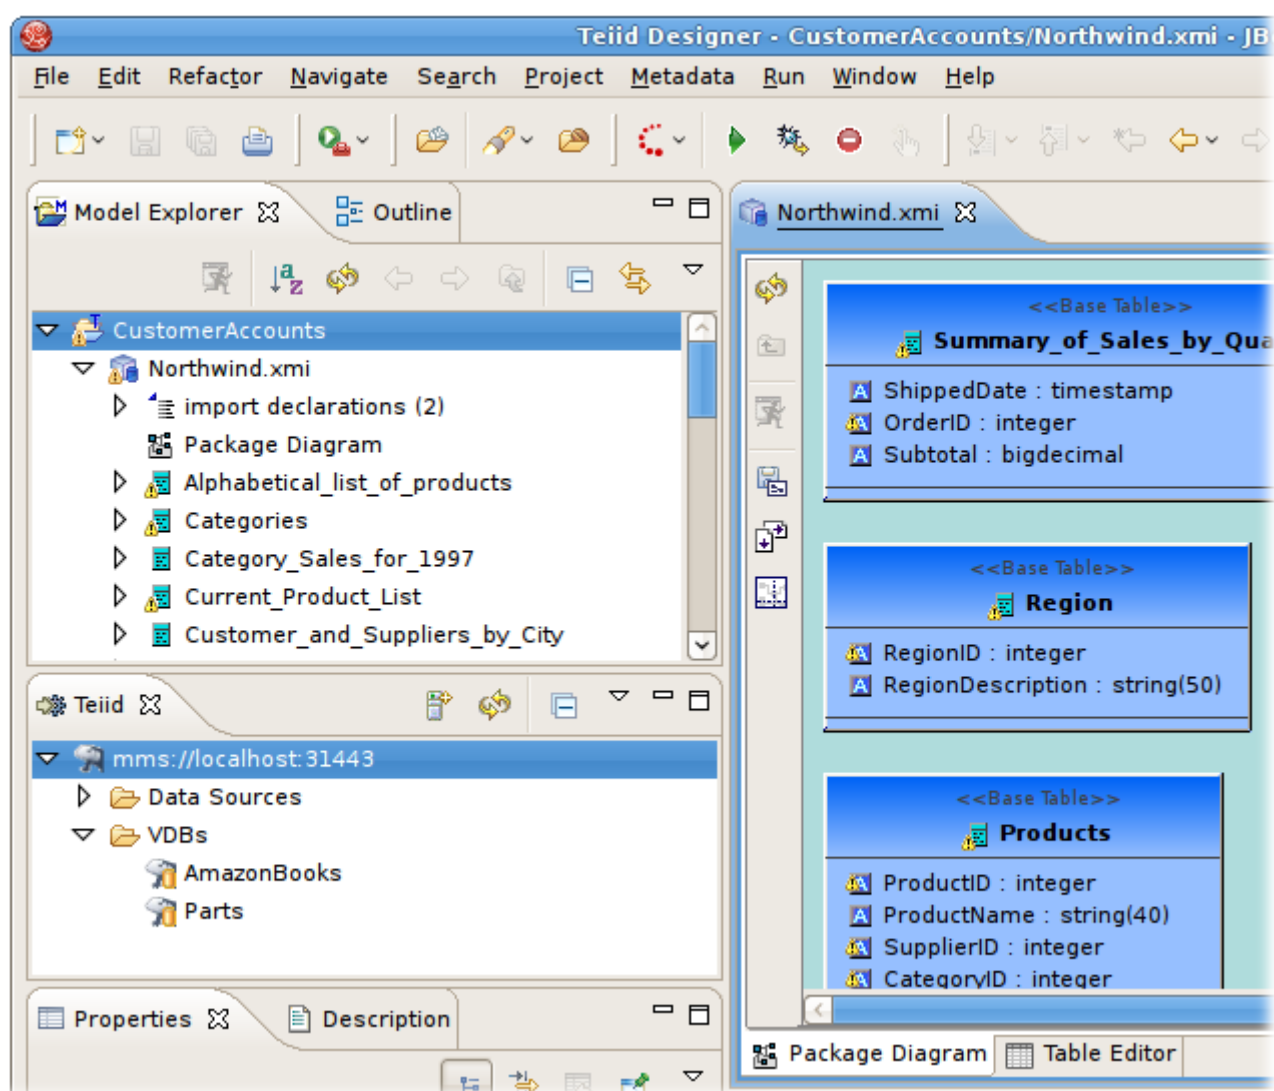 Teiid Designer - CustomerAccounts/Northwind.xmi - JB
File Edit Refactor Navigate Search Project Metadata Run Window Help
Model Explorer Outline
CustomerAccounts
Northwind.xmi
import declarations (2)
Package Diagram
Alphabetical_list_of_products
Categories
Category_Sales_for_1997
Current_Product_List
Customer_and_Suppliers_by_City
Teiid
mms://localhost:31443
Data Sources
VDBs
AmazonBooks
Parts
Properties Description
Northwind.xmi
<<Base Table>>
Summary_of_Sales_by_Qua
ShippedDate : timestamp
OrderID : integer
Subtotal : bigdecimal
<<Base Table>>
Region
RegionID : integer
RegionDescription : string(50)
<<Base Table>>
Products
ProductID : integer
ProductName : string(40)
SupplierID : integer
CategoryID : integer
Package Diagram Table Editor